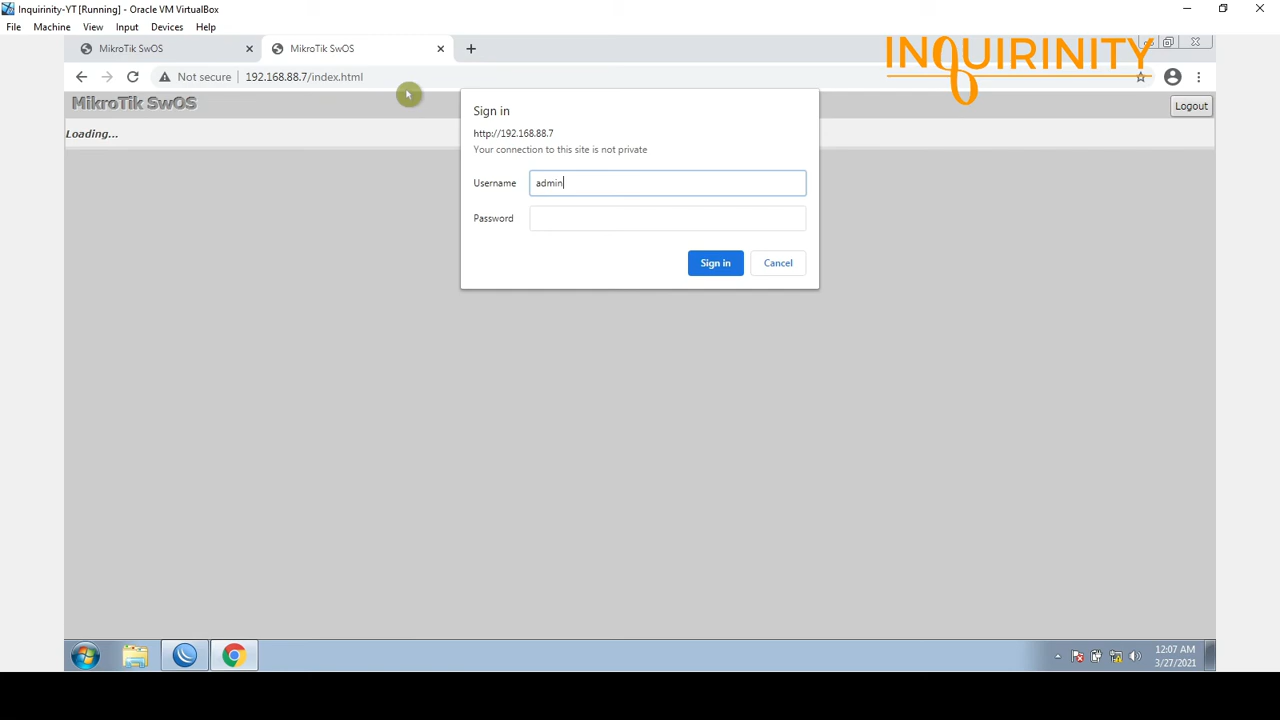 Inquirinity-YT [Running] - Oracle VM VirtualBox
File Machine View Input Devices Help
MikroTik SwOS
MikroTik SwOS
INQUIRINITY
Not secure 192.168.88.7/index.html
MikroTik SwOS
Logout
Loading...
Sign in
http://192.168.88.7
Your connection to this site is not private
Username admin
Password
Sign in Cancel
12:07 AM
3/27/2021